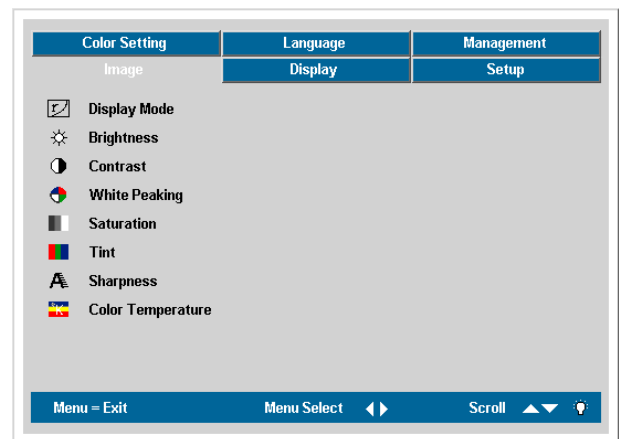 Color Setting Language Management
Image Display Setup
Display Mode
Brightness
Contrast
White Peaking
Saturation
Tint
Sharpness
Color Temperature
Menu = Exit Menu Select Scroll